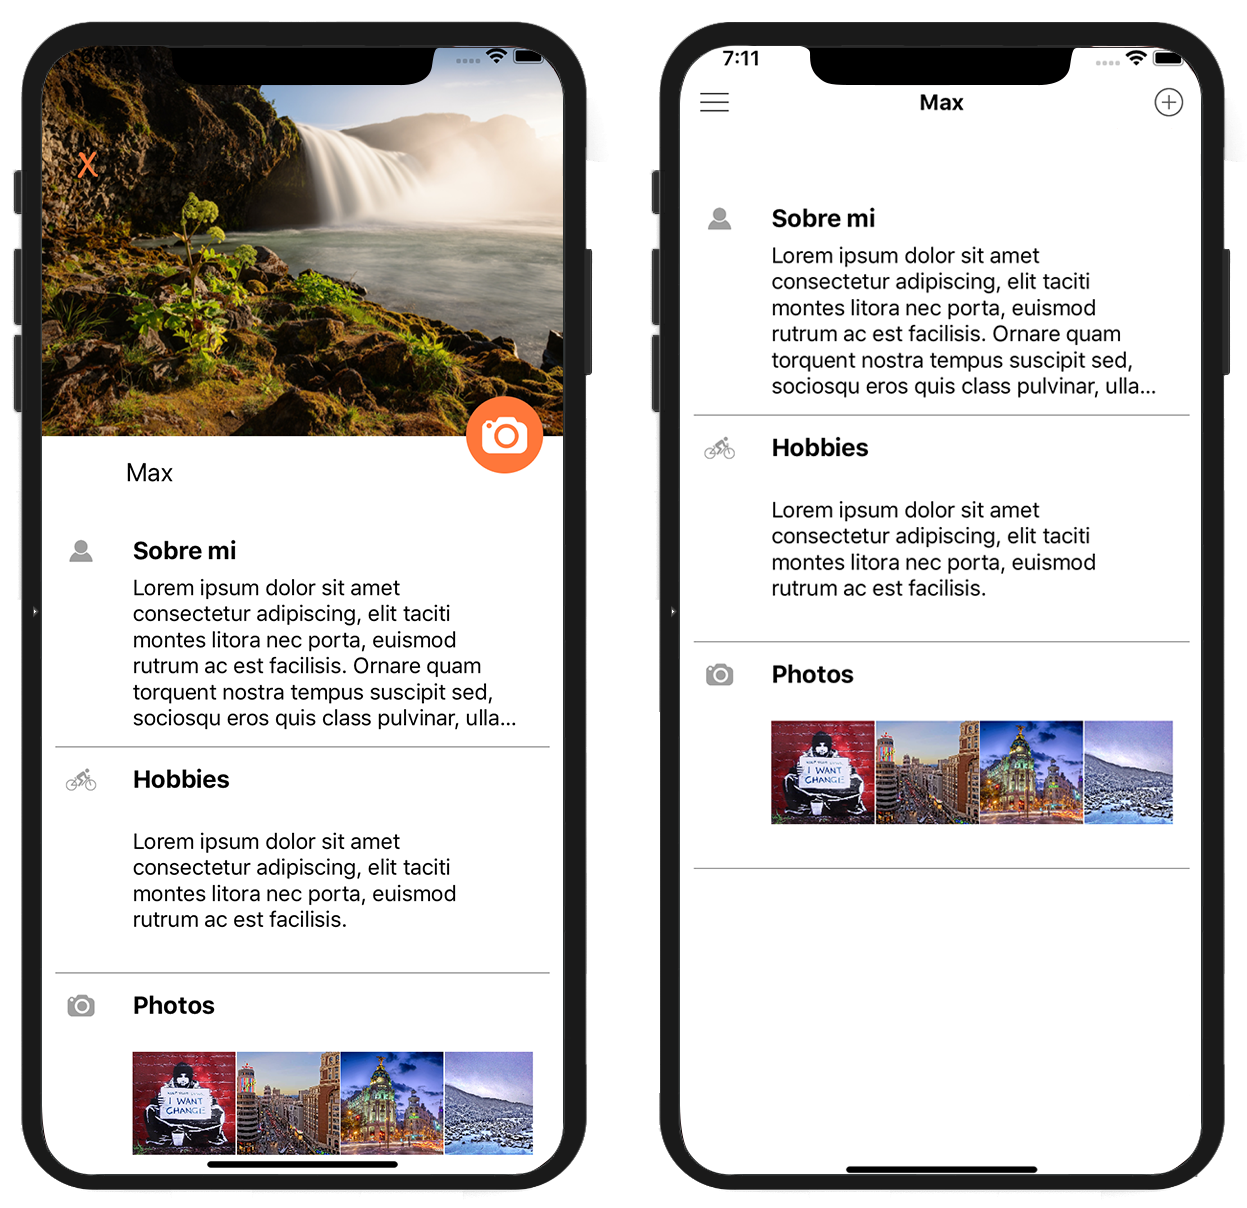 X
Max
Sobre mi
Lorem ipsum dolor sit amet
consectetur adipiscing, elit taciti
montes litora nec porta, euismod
rutrum ac est facilisis. Ornare quam
torquent nostra tempus suscipit sed,
sociosqu eros quis class pulvinar, ulla...
Hobbies
Lorem ipsum dolor sit amet
consectetur adipiscing, elit taciti
montes litora nec porta, euismod
rutrum ac est facilisis.
Photos
I WANT
CHANGE
7:11
Max
Sobre mi
Lorem ipsum dolor sit amet
consectetur adipiscing, elit taciti
montes litora nec porta, euismod
rutrum ac est facilisis. Ornare quam
torquent nostra tempus suscipit sed,
sociosqu eros quis class pulvinar, ulla...
Hobbies
Lorem ipsum dolor sit amet
consectetur adipiscing, elit taciti
montes litora nec porta, euismod
rutrum ac est facilisis.
Photos
I WANT
CHANGE